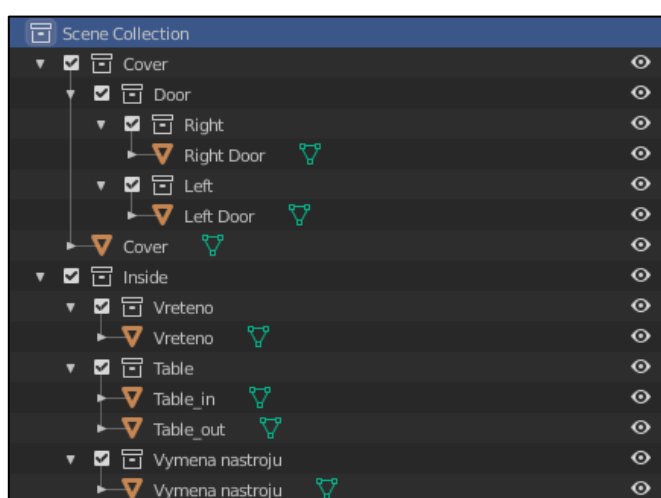 Scene Collection
Cover
Door
Right
Right Door
Left
Left Door
Cover
Inside
Vreteno
Vreteno
Table
Table_in
Table_out
Vymena nastroju
Vymena nastroju